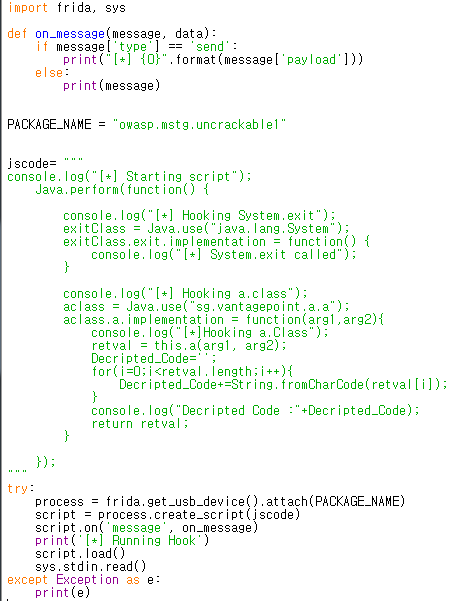 import frida, sys
def on_message(message, data):
    if message['type'] == 'send':
        print("[*] {0}".format(message['payload']))
    else:
        print(message)
PACKAGE_NAME = "owasp.mstg.uncrackable1"
jscode= """
console.log("[*] Starting script");
    Java.perform(function() {
        console.log("[*] Hooking System.exit");
        exitClass = Java.use("java.lang.System");
        exitClass.exit.implementation = function() {
            console.log("[*] System.exit called");
        }
        console.log("[*] Hooking a.class");
        aclass = Java.use("sg.vantagepoint.a.a");
        aclass.a.implementation = function(arg1,arg2){
            console.log("[*]Hooking a.Class");
            retval = this.a(arg1, arg2);
            Decripted_Code='';
            for(i=0;i<retval.length;i++){
                Decripted_Code+=String.fromCharCode(retval[i]);
            }
            console.log("Decripted Code :"+Decripted_Code);
            return retval;
        }
    });
"""
try:
    process = frida.get_usb_device().attach(PACKAGE_NAME)
    script = process.create_script(jscode)
    script.on('message', on_message)
    print('[*] Running Hook')
    script.load()
    sys.stdin.read()
except Exception as e:
    print(e)